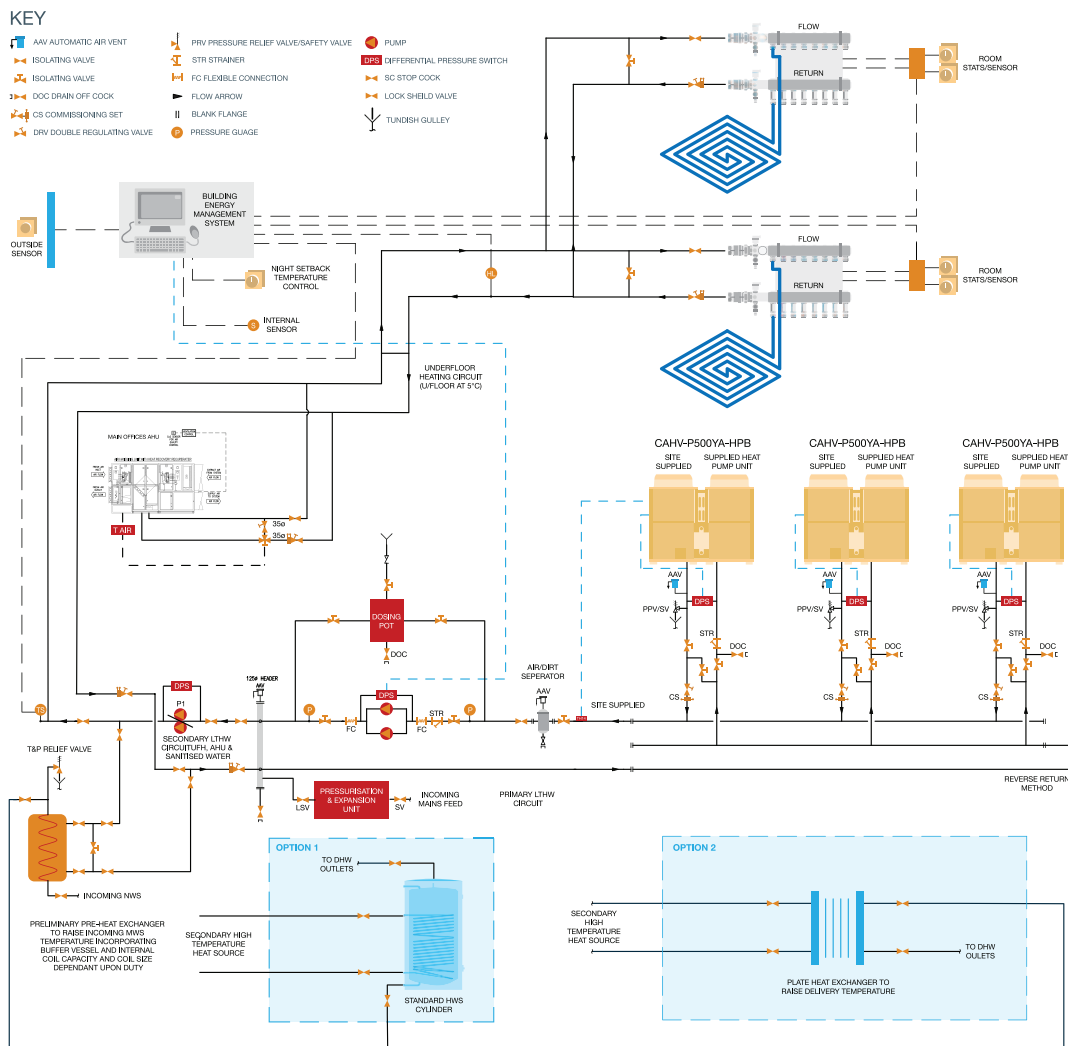 KEY
AAV AUTOMATIC AIR VENT
ISOLATING VALVE
ISOLATING VALVE
DOC DRAIN OFF COCK
CS COMMISSIONING SET
DRV DOUBLE REGULATING VALVE
PRV PRESSURE RELIEF VALVE/SAFETY VALVE
STR STRAINER
FC FLEXIBLE CONNECTION
FLOW ARROW
BLANK FLANGE
P PRESSURE GUAGE
PUMP
DPS DIFFERENTIAL PRESSURE SWITCH
SC STOP COCK
LOCK SHEILD VALVE
TUNDISH GULLEY
FLOW
RETURN
ROOM
STATS/SENSOR
BUILDING
ENERGY
MANAGEMENT
SYSTEM
OUTSIDE
SENSOR
NIGHT SETBACK
TEMPERATURE
CONTROL
S
INTERNAL
SENSOR
HL
FLOW
RETURN
ROOM
STATS/SENSOR
UNDERFLOOR
HEATING CIRCUIT
(U/FLOOR AT 5°C)
MAIN OFFICES AHU
T AIR
35ø
35ø
CAHV-P500YA-HPB
SITE
SUPPLIED
SUPPLIED HEAT
PUMP UNIT
CAHV-P500YA-HPB
SITE
SUPPLIED
SUPPLIED HEAT
PUMP UNIT
CAHV-P500YA-HPB
SITE
SUPPLIED
SUPPLIED HEAT
PUMP UNIT
AAV
DPS
PPV/SV
STR
DOC
CS
AAV
DPS
PPV/SV
STR
DOC
CS
AAV
DPS
PPV/SV
STR
DOC
CS
DOSING
POT
DOC
AIR/DIRT
SEPERATOR
AAV
SITE SUPPLIED
125ø HEADER
AAV
TS
DPS
P1
SECONDARY LTHW
CIRCUITUFH, AHU &
SANITISED WATER
P
FC
DPS
FC
STR
P
T&P RELIEF VALVE
PRESSURISATION
& EXPANSION
UNIT
LSV
SV
INCOMING
MAINS FEED
PRIMARY LTHW
CIRCUIT
REVERSE RETURN
METHOD
INCOMING NWS
PRELIMINARY PRE-HEAT EXCHANGER
TO RAISE INCOMING MWS
TEMPERATURE INCORPORATING
BUFFER VESSEL AND INTERNAL
COIL CAPACITY AND COIL SIZE
DEPENDANT UPON DUTY
OPTION 1
TO DHW
OUTLETS
SECONDARY HIGH
TEMPERATURE
HEAT SOURCE
STANDARD HWS
CYLINDER
OPTION 2
SECONDARY
HIGH
TEMPERATURE
HEAT SOURCE
TO DHW
OULETS
PLATE HEAT EXCHANGER TO
RAISE DELIVERY TEMPERATURE